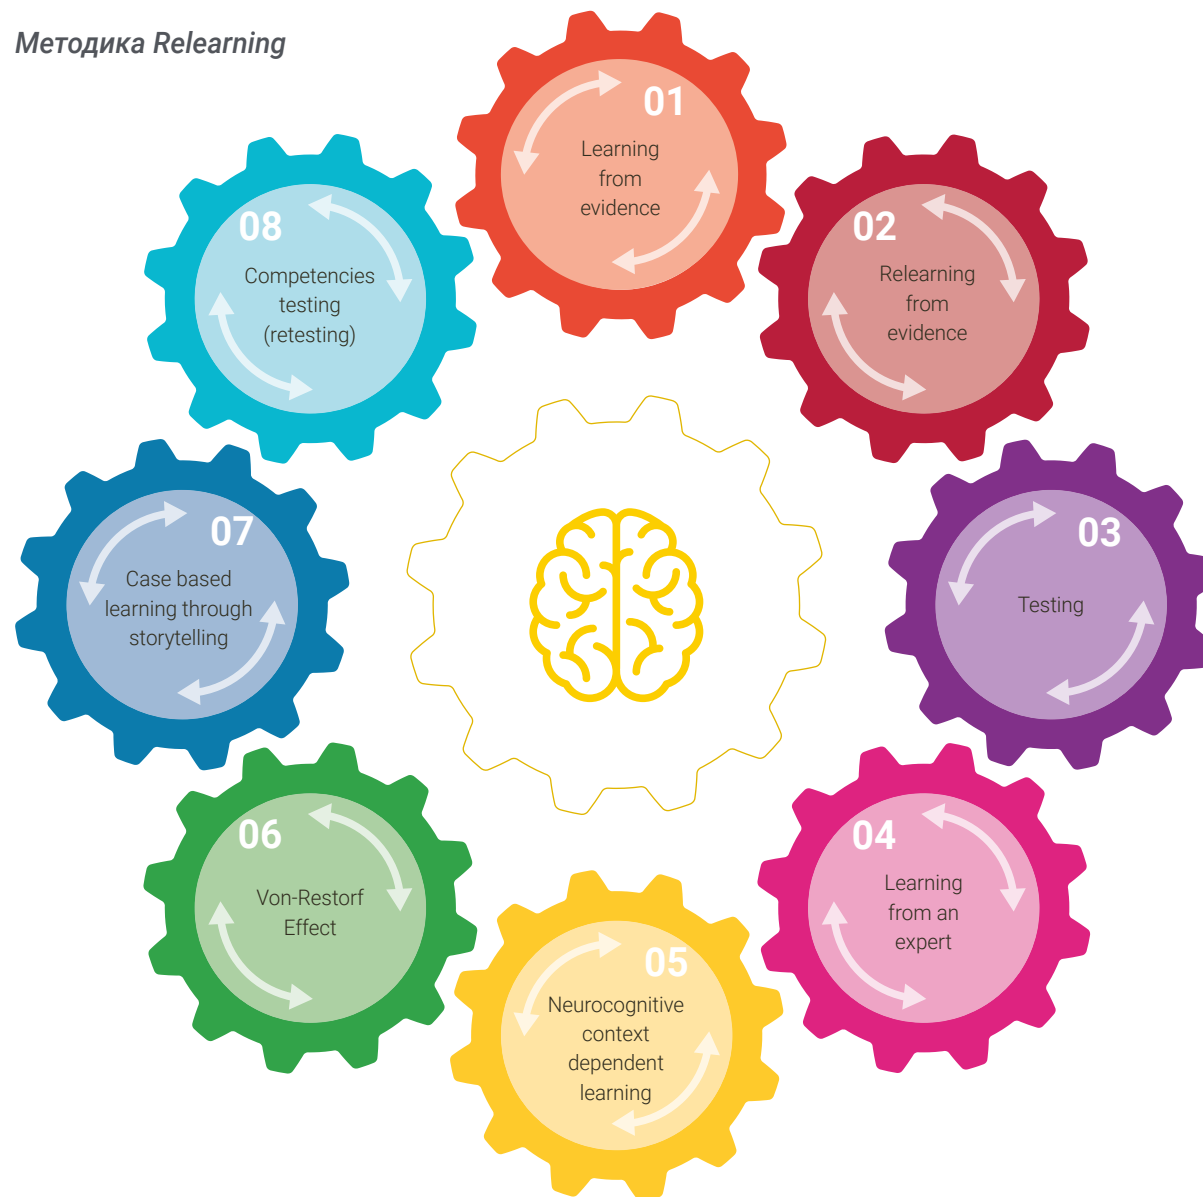 Методика Relearning
01
Learning
from
evidence
02
Relearning
from
evidence
03
Testing
04
Learning
from an
expert
05
Neurocognitive
context
dependent
learning
06
Von-Restorf
Effect
07
Case based
learning through
storytelling
08
Competencies
testing
(retesting)